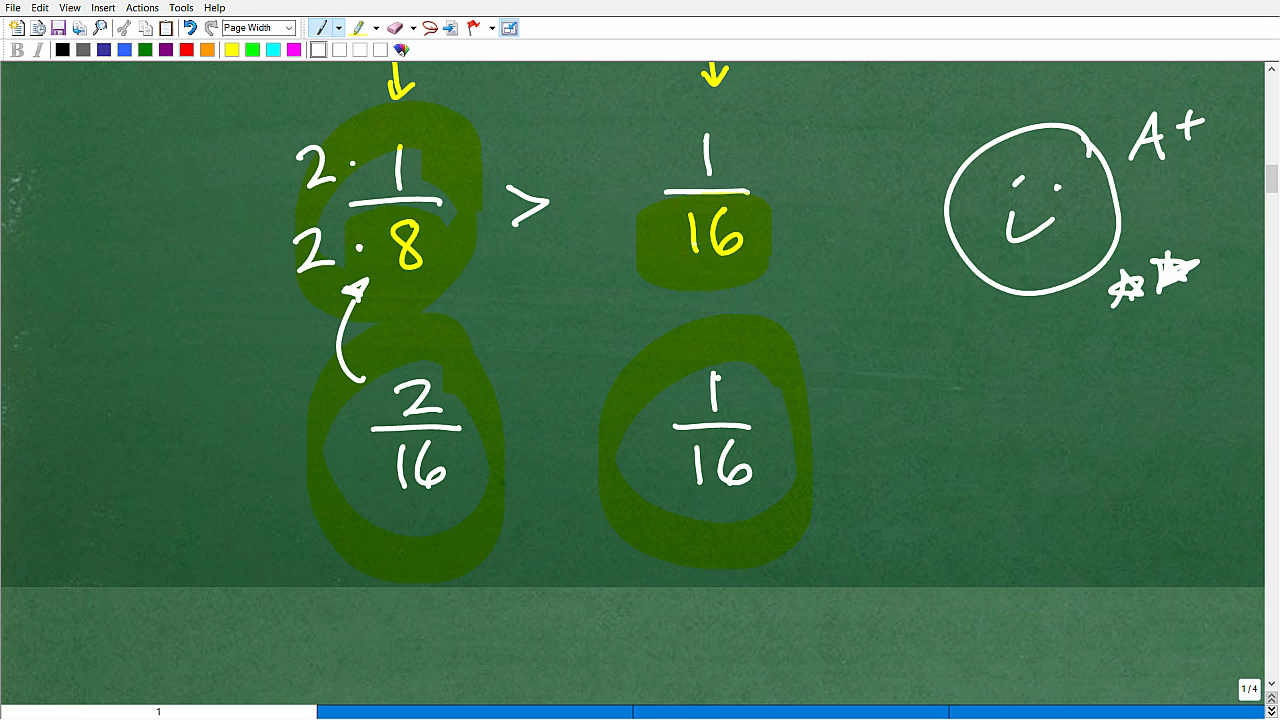 File Edit View Insert Actions Tools Help
Page Width
B I
2 · 1/8 > 1/16 A+
2 ·
2/16 1/16
1/4
1